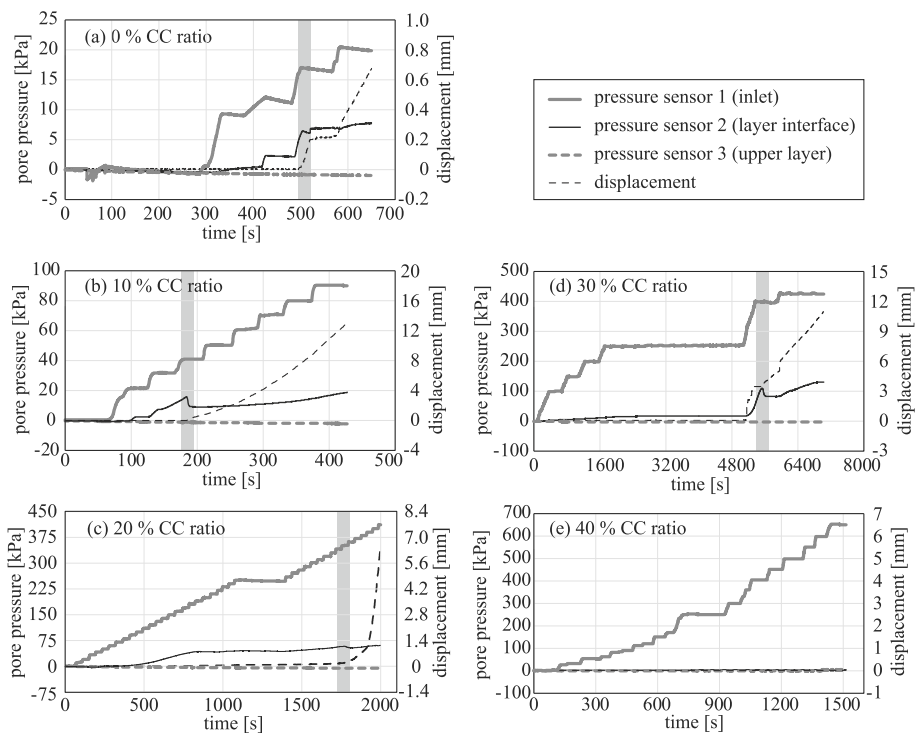 (a) 0 % CC ratio
pore pressure [kPa]
25
20
15
10
5
0
-5
displacement [mm]
1.0
0.8
0.6
0.4
0.2
0
-0.2
0 100 200 300 400 500 600 700
time [s]
pressure sensor 1 (inlet)
pressure sensor 2 (layer interface)
pressure sensor 3 (upper layer)
displacement
(b) 10 % CC ratio
pore pressure [kPa]
100
80
60
40
20
0
-20
displacement [mm]
20
16
12
8
4
0
-4
0 100 200 300 400 500
time [s]
(d) 30 % CC ratio
pore pressure [kPa]
500
400
300
200
100
0
-100
displacement [mm]
15
12
9
6
3
0
-3
0 1600 3200 4800 6400 8000
time [s]
(c) 20 % CC ratio
pore pressure [kPa]
450
375
300
225
150
75
0
-75
displacement [mm]
8.4
7.0
5.6
4.2
2.8
1.4
0
-1.4
0 500 1000 1500 2000
time [s]
(e) 40 % CC ratio
pore pressure [kPa]
700
600
500
400
300
200
100
0
-100
displacement [mm]
7
6
5
4
3
2
1
0
-1
0 300 600 900 1200 1500
time [s]